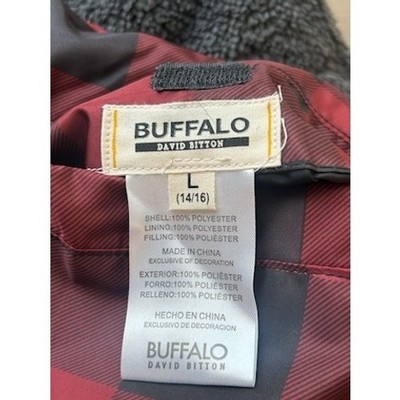 BUFFALO
DAVID BITTON
L
(14/16)
SHELL:100% POLYESTER
LINING:100% POLYESTER
FILLING:100% POLIÉSTER
MADE IN CHINA
EXCLUSIVE OF DECORATION
EXTERIOR:100% POLIÉSTER
FORRO:100% POLIÉSTER
RELLENO:100% POLIÉSTER
HECHO EN CHINA
EXCLUSIVO DE DECORACION
BUFFALO
DAVID BITTON